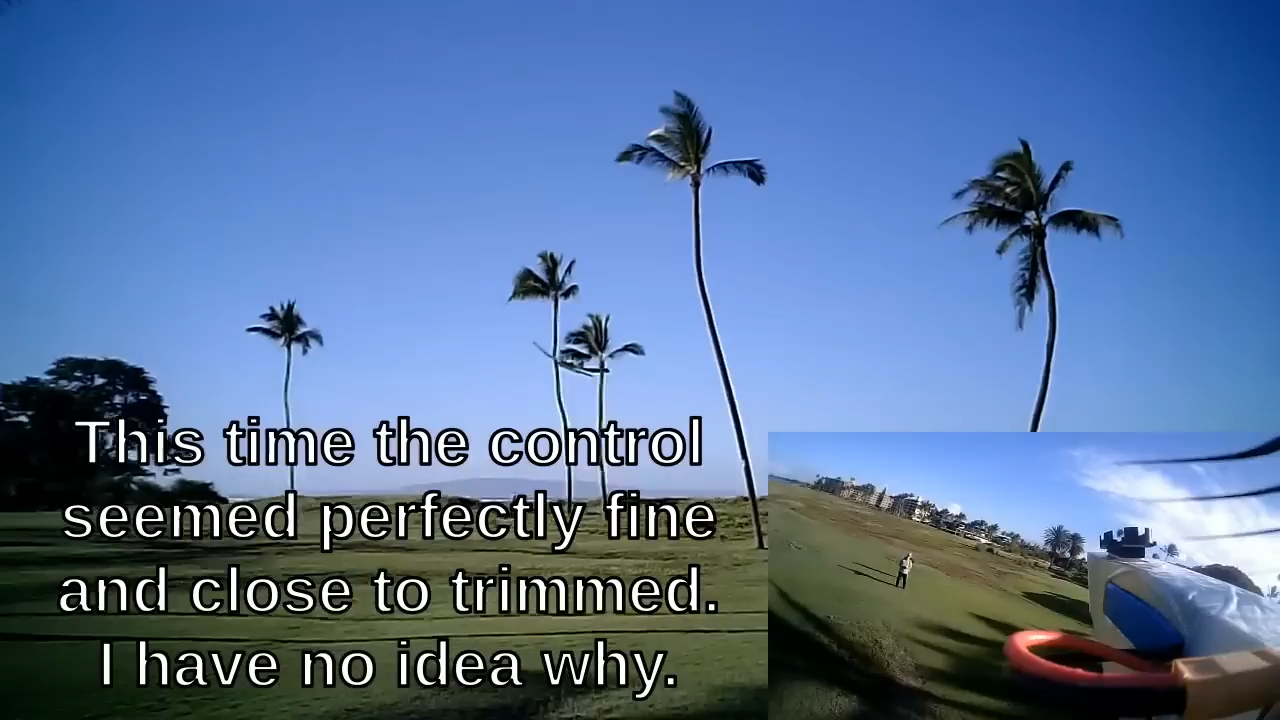 This time the control
seemed perfectly fine
and close to trimmed.
I have no idea why.